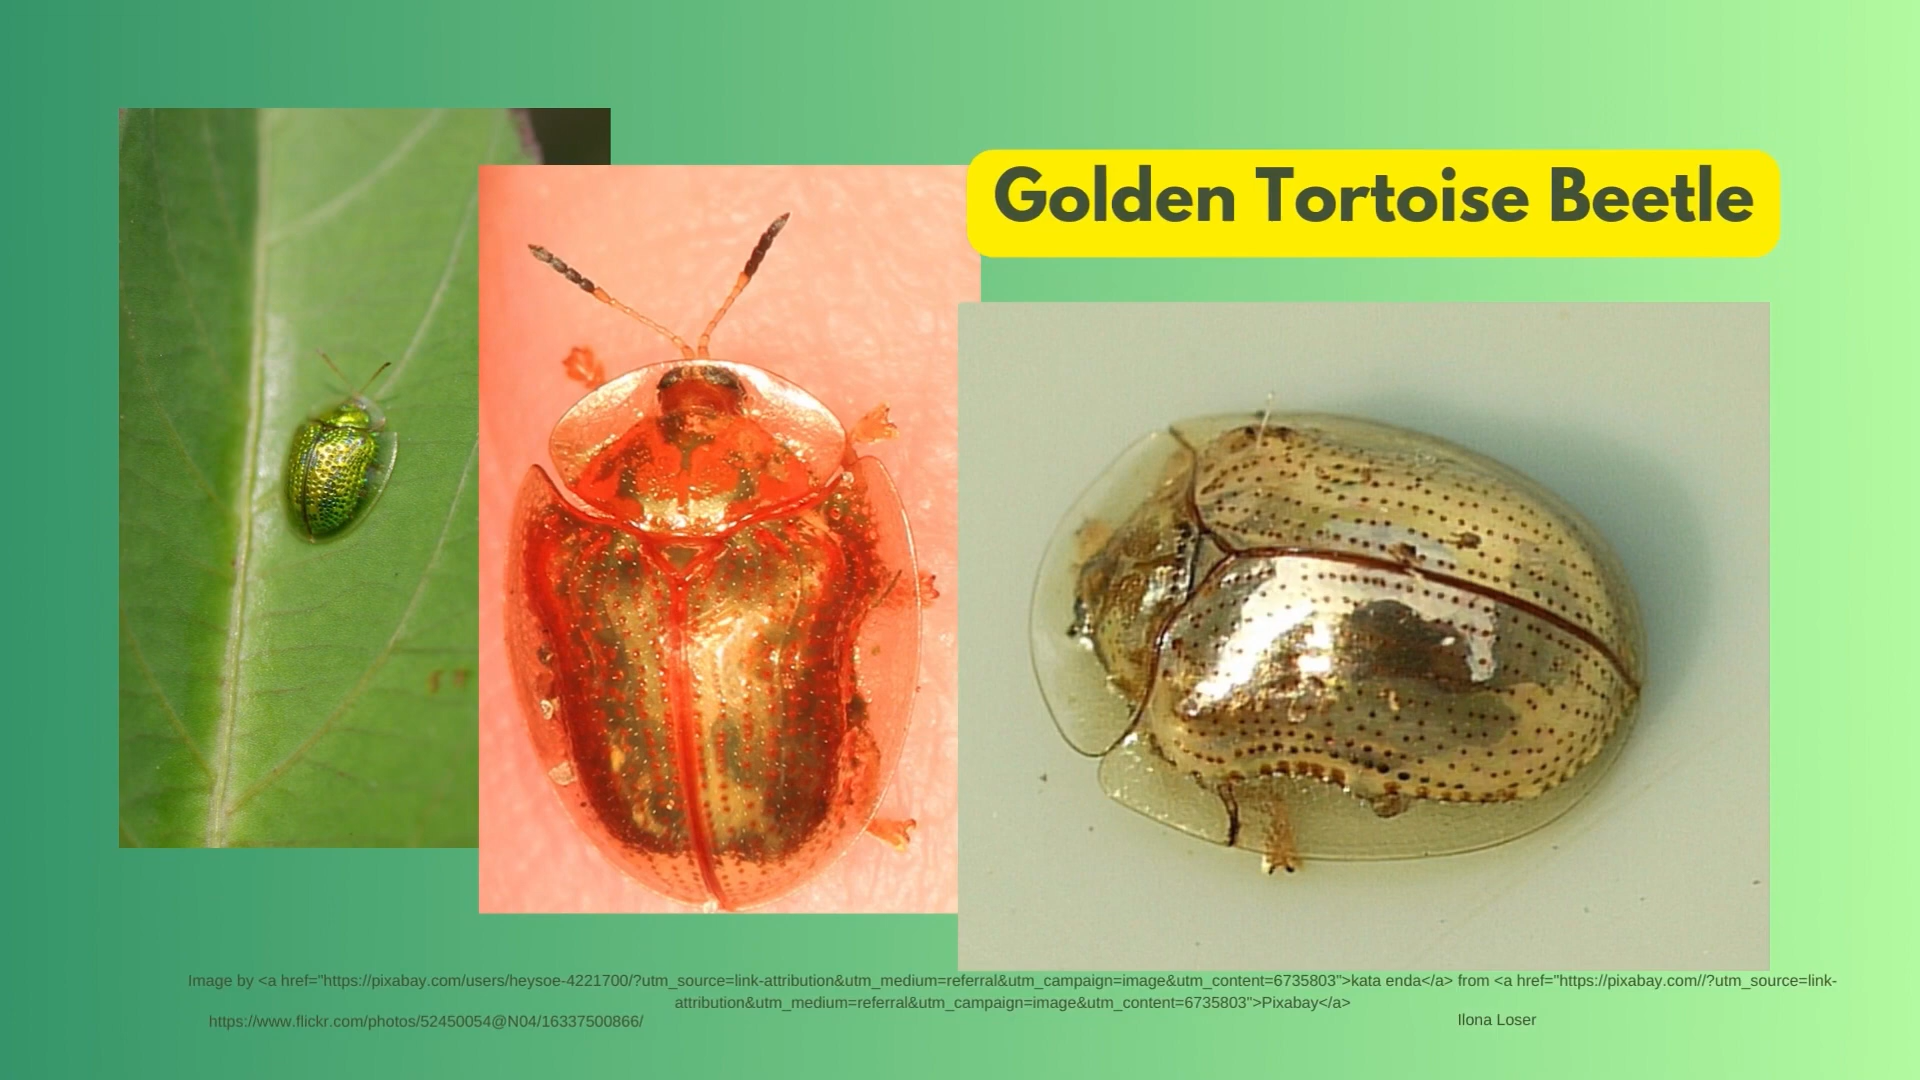 Golden Tortoise Beetle
Image by <a href="https://pixabay.com/users/heysoe-4221700/?utm_source=link-attribution&utm_medium=referral&utm_campaign=image&utm_content=6735803">kata enda</a> from <a href="https://pixabay.com//?utm_source=link-
attribution&utm_medium=referral&utm_campaign=image&utm_content=6735803">Pixabay</a>
https://www.flickr.com/photos/52450054@N04/16337500866/
Ilona Loser